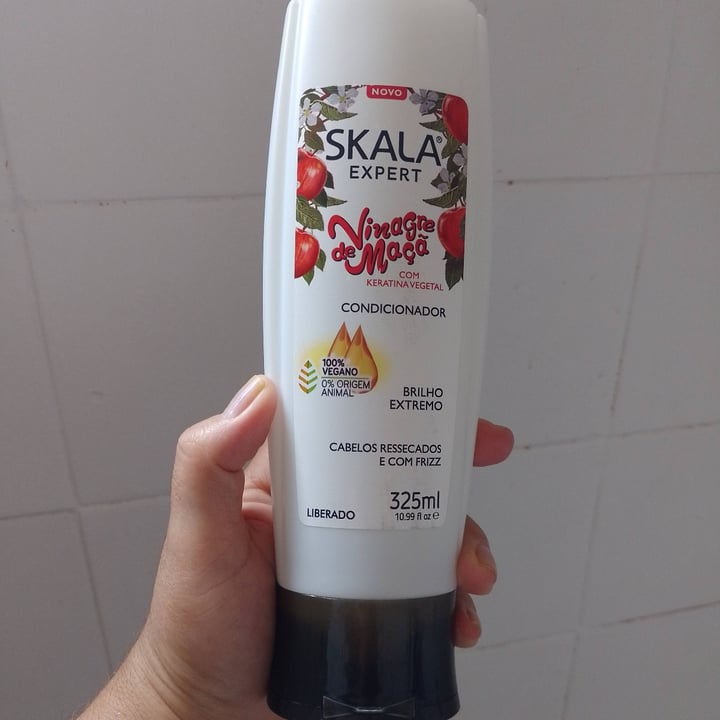 NOVO
SKALA®
EXPERT
Vinagre
de Maçã
COM
KERATINA VEGETAL
CONDICIONADOR
100%
VEGANO
0% ORIGEM
ANIMAL
BRILHO
EXTREMO
CABELOS RESSECADOS
E COM FRIZZ
LIBERADO
325ml
10.99 fl oz ℮